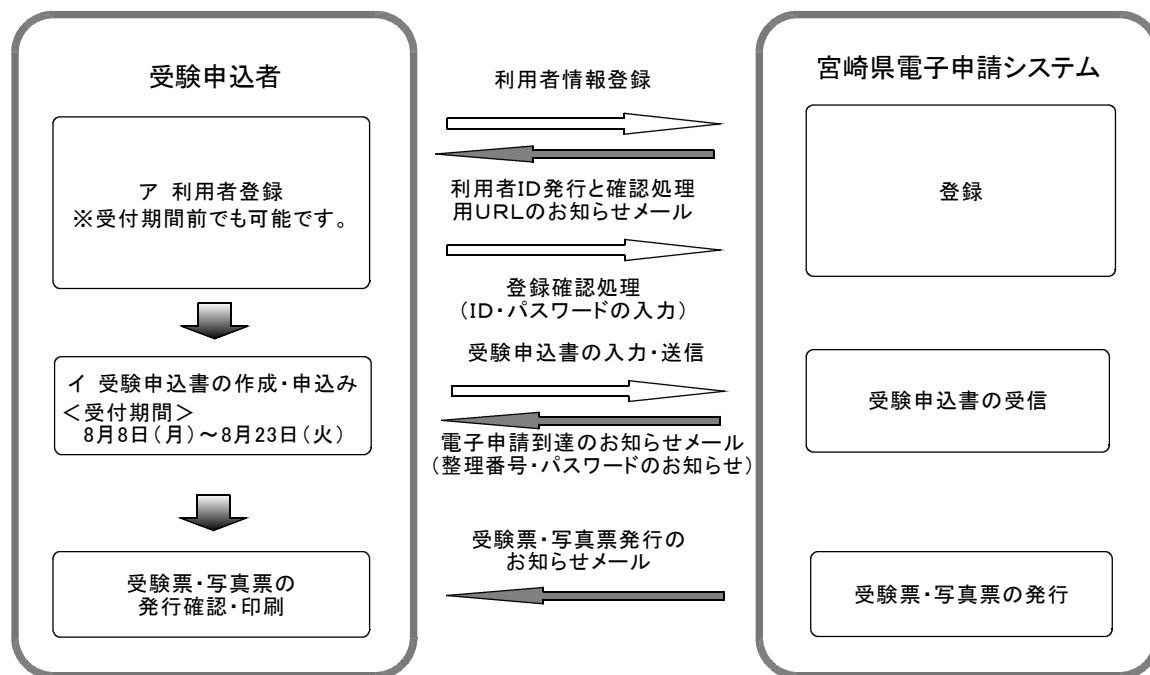 受験申込者
ア 利用者登録
※受付期間前でも可能です。
イ 受験申込書の作成・申込み
＜受付期間＞
8月8日(月)～8月23日(火)
受験票・写真票の
発行確認・印刷
利用者情報登録
利用者ID発行と確認処理
用URLのお知らせメール
登録確認処理
(ID・パスワードの入力)
受験申込書の入力・送信
電子申請到達のお知らせメール
(整理番号・パスワードのお知らせ)
受験票・写真票発行の
お知らせメール
宮崎県電子申請システム
登録
受験申込書の受信
受験票・写真票の発行